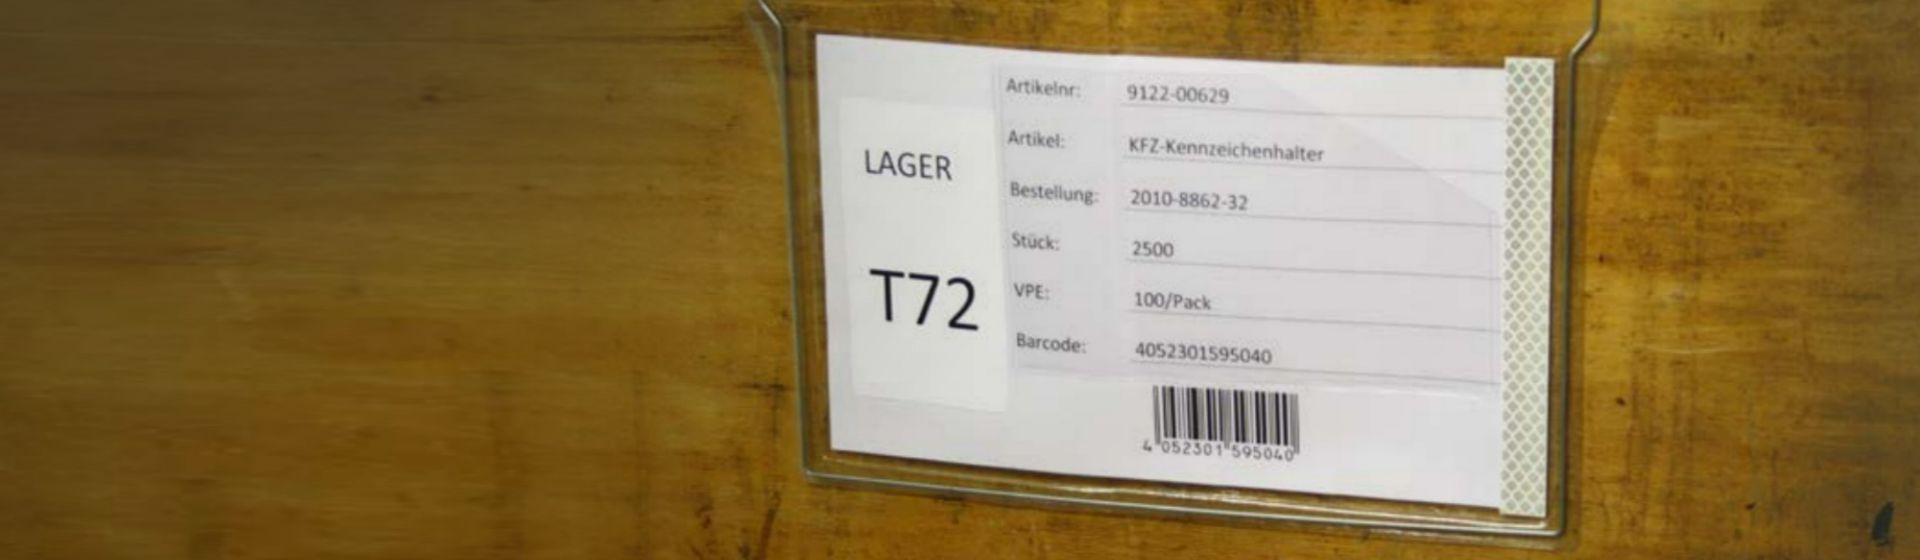 LAGER
T72
Artikelnr: 9122-00629
Artikel: KFZ-Kennzeichenhalter
Bestellung: 2010-8862-32
Stück: 2500
VPE: 100/Pack
Barcode: 4052301595040
4 052301 595040